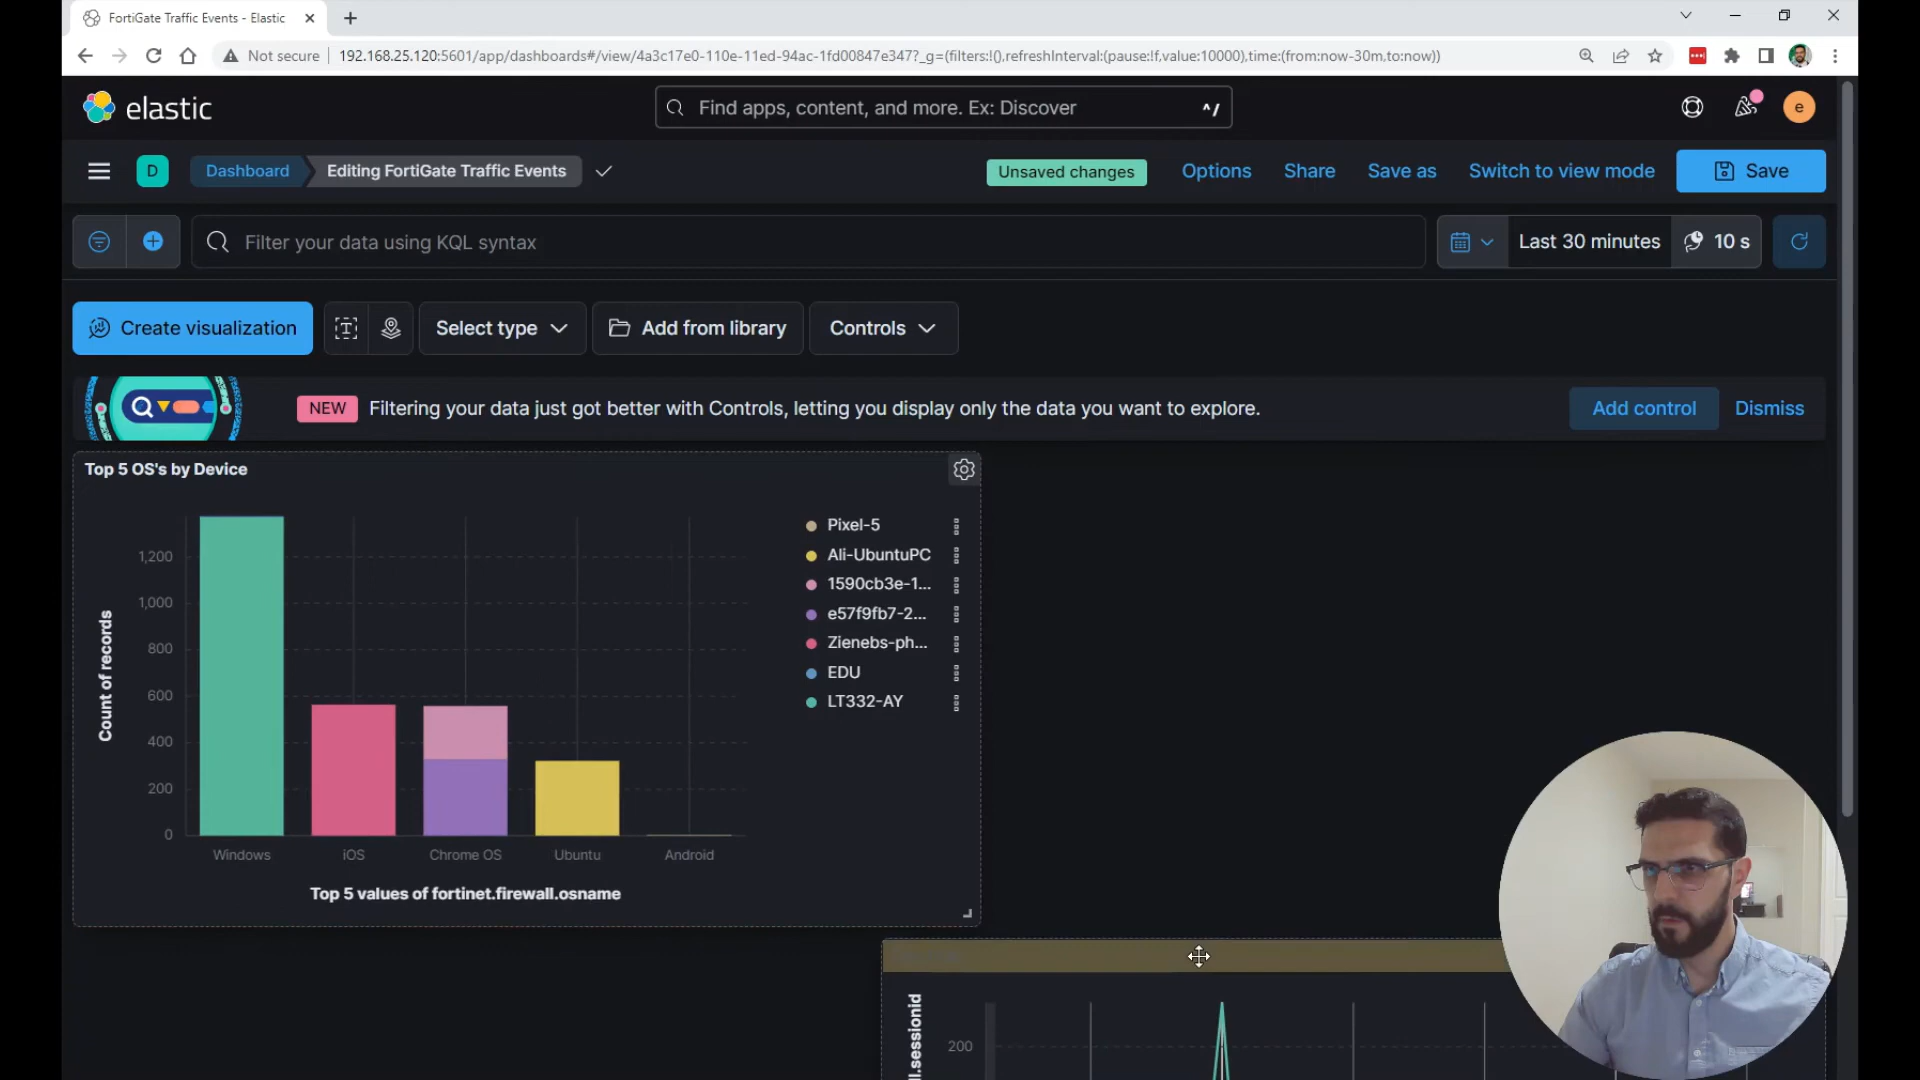 FortiGate Traffic Events - Elastic
Not secure
192.168.25.120:5601/app/dashboards#/view/4a3c17e0-110e-11ed-94ac-1fd00847e347?_g=(filters:!(),refreshInterval:(pause:!f,value:10000),time:(from:now-30m,to:now))
elastic
Find apps, content, and more. Ex: Discover
^/
e
D
Dashboard
Editing FortiGate Traffic Events
Unsaved changes
Options
Share
Save as
Switch to view mode
Save
Filter your data using KQL syntax
Last 30 minutes
10 s
Create visualization
Select type
Add from library
Controls
NEW
Filtering your data just got better with Controls, letting you display only the data you want to explore.
Add control
Dismiss
Top 5 OS's by Device
Count of records
1,200
1,000
800
600
400
200
0
Windows
iOS
Chrome OS
Ubuntu
Android
Top 5 values of fortinet.firewall.osname
Pixel-5
Ali-UbuntuPC
1590cb3e-1...
e57f9fb7-2...
Zienebs-ph...
EDU
LT332-AY
ll.sessionid
200